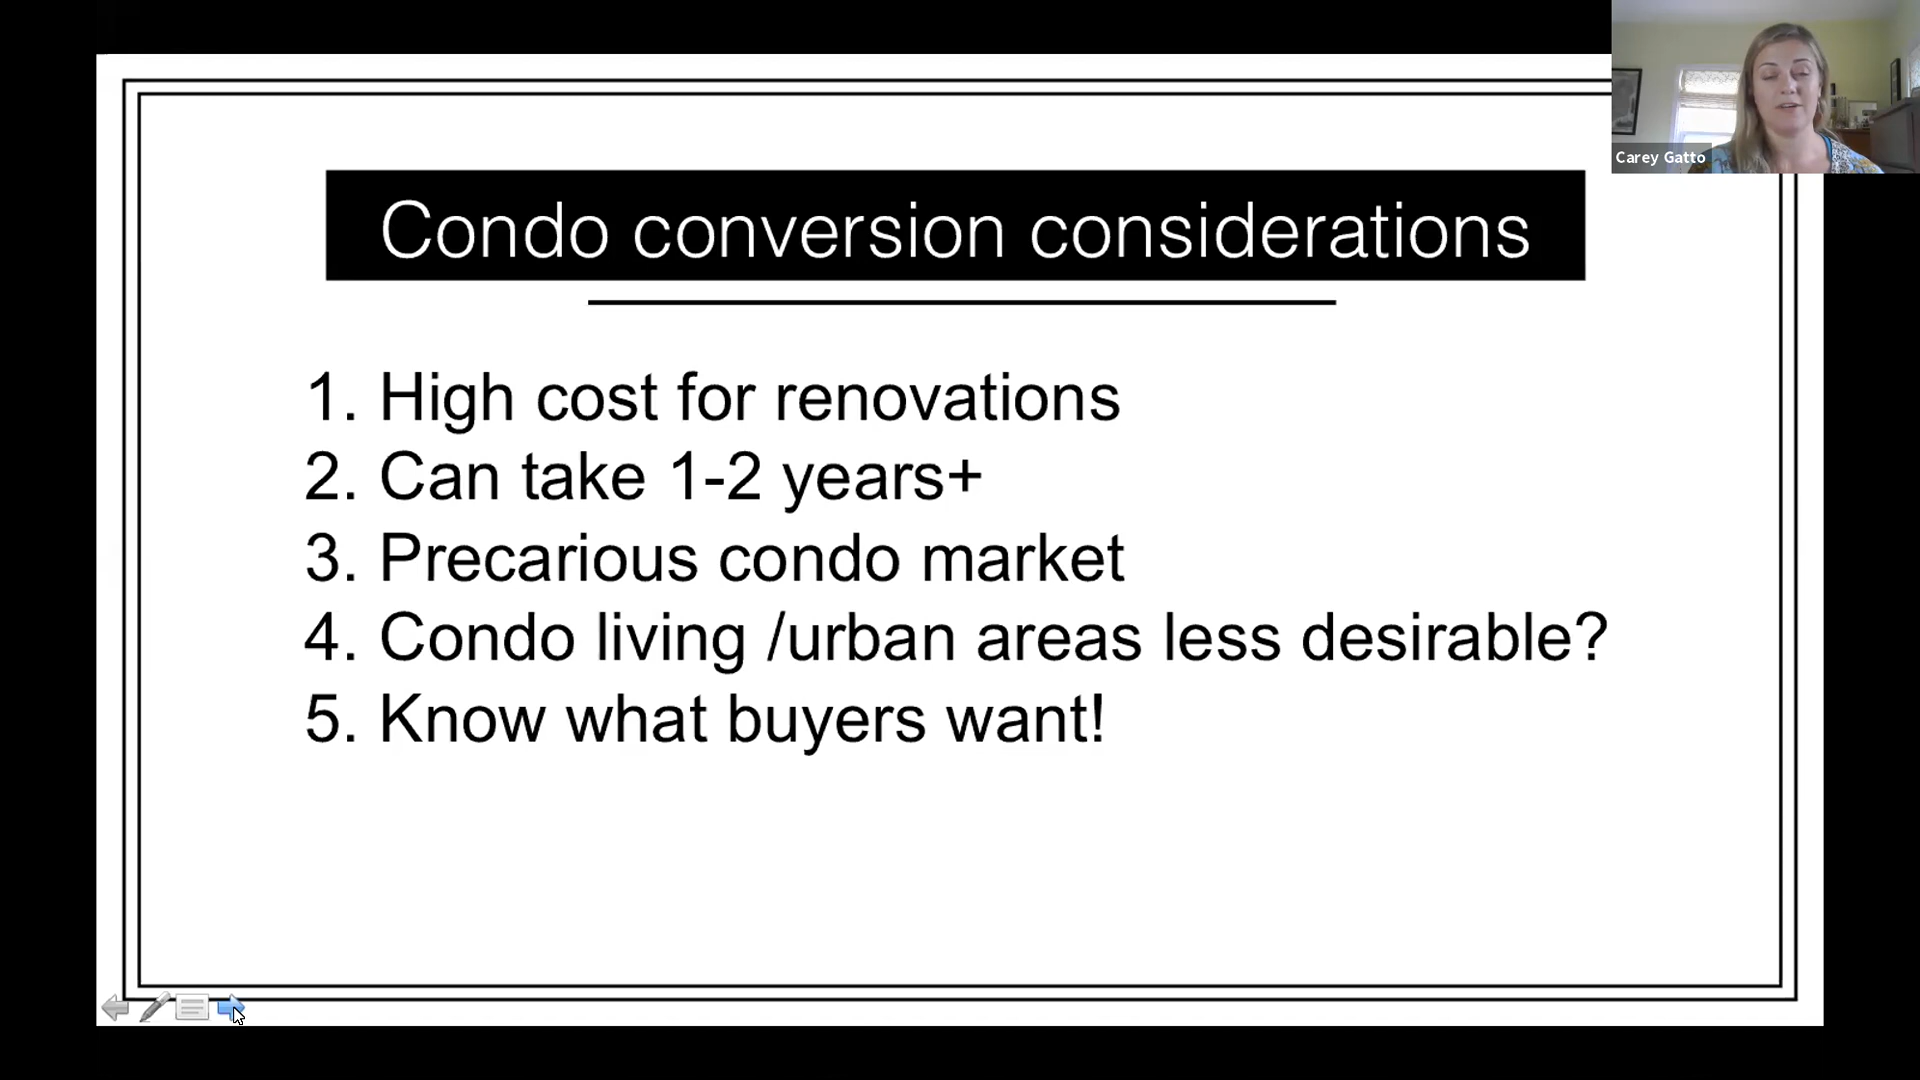 Carey Gatto
Condo conversion considerations
1. High cost for renovations
2. Can take 1-2 years+
3. Precarious condo market
4. Condo living /urban areas less desirable?
5. Know what buyers want!